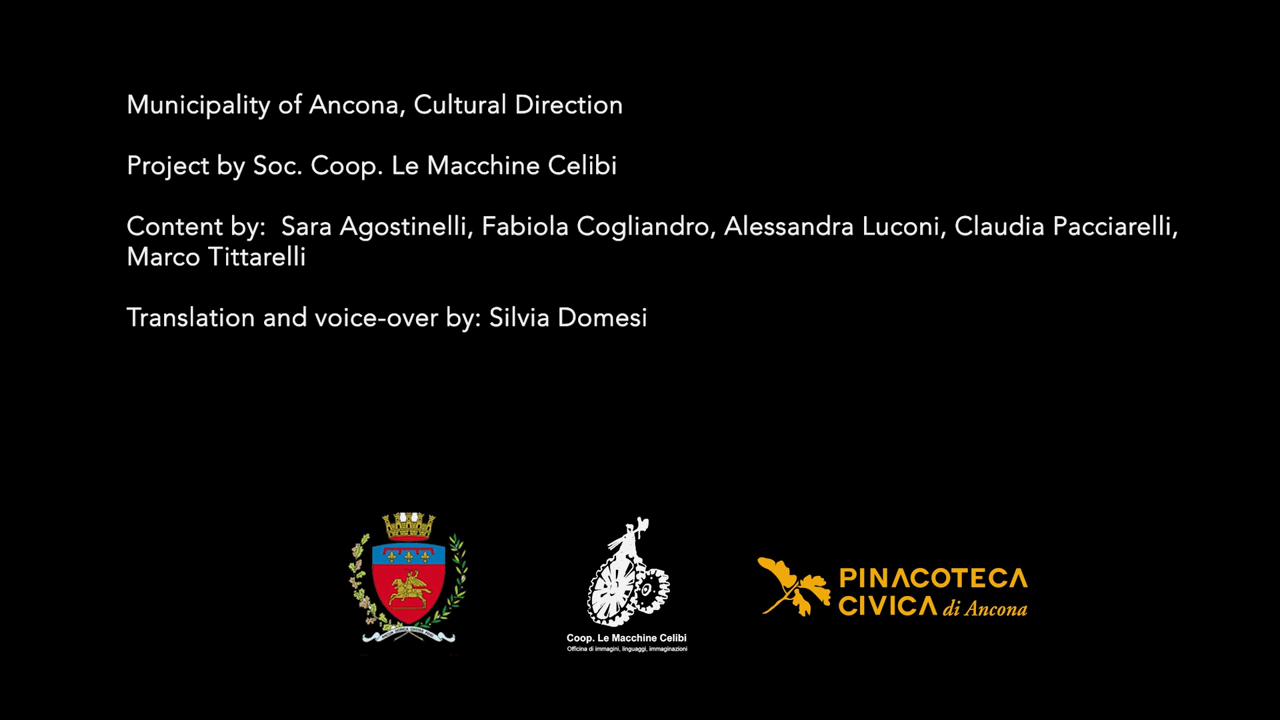 Municipality of Ancona, Cultural Direction
Project by Soc. Coop. Le Macchine Celibi
Content by:  Sara Agostinelli, Fabiola Cogliandro, Alessandra Luconi, Claudia Pacciarelli,
Marco Tittarelli
Translation and voice-over by: Silvia Domesi
Coop. Le Macchine Celibi
Officina di immagini, linguaggi, immaginazioni
PINACOTECA
CIVICA di Ancona